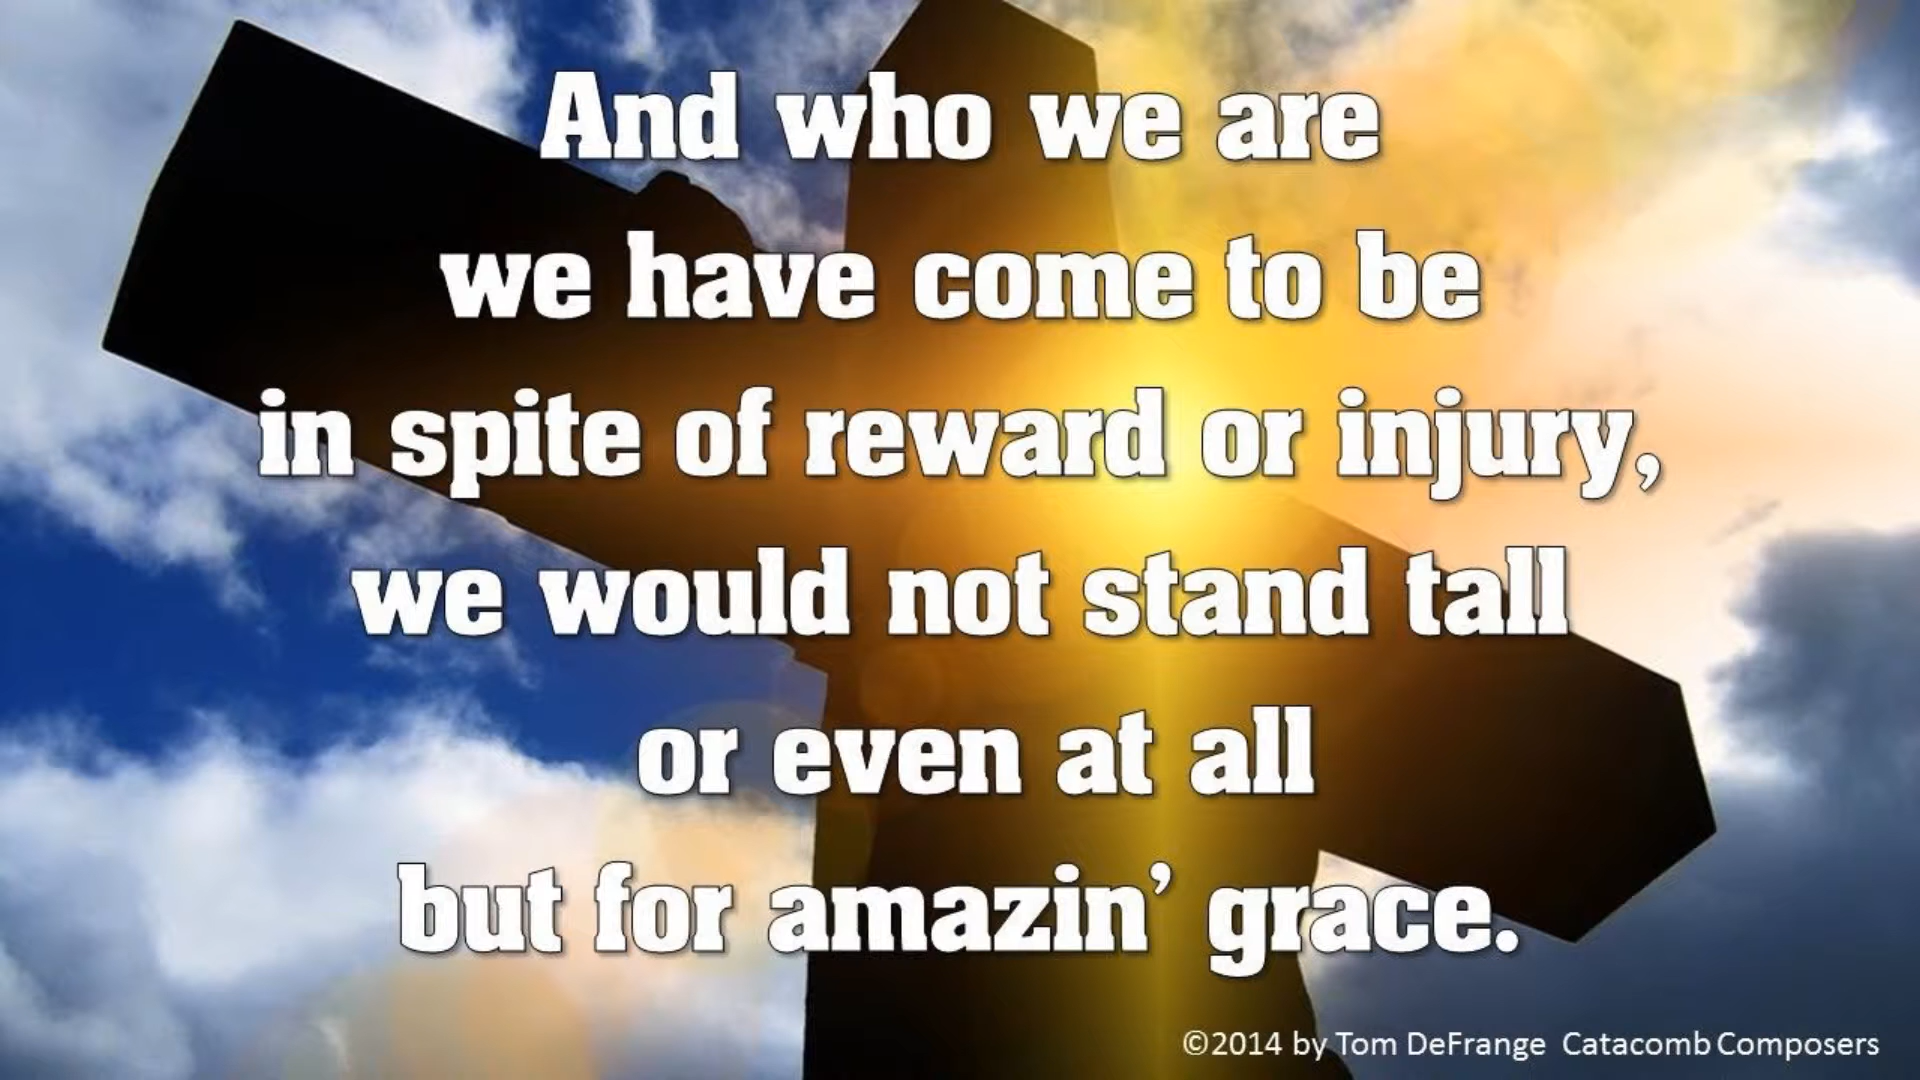 And who we are
we have come to be
in spite of reward or injury,
we would not stand tall
or even at all
but for amazin’ grace.
©2014 by Tom DeFrange Catacomb Composers